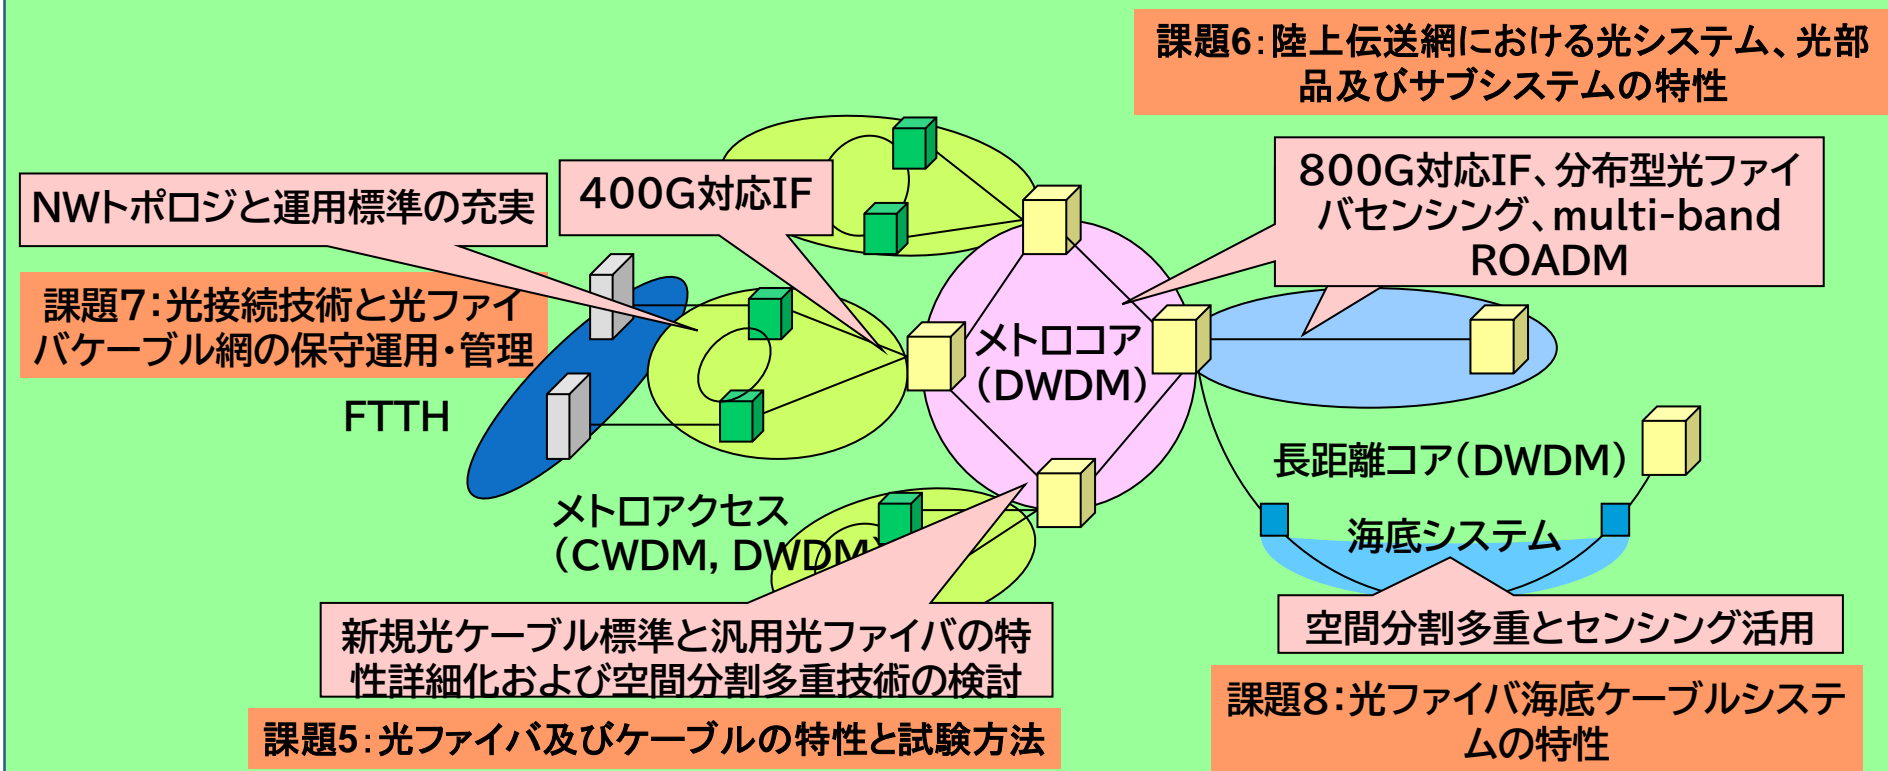 課題6：陸上伝送網における光システム、光部
品及びサブシステムの特性
NWトポロジと運用標準の充実
400G対応IF
800G対応IF、分布型光ファイ
バセンシング、multi-band
ROADM
課題7：光接続技術と光ファイ
バケーブル網の保守運用・管理
メトロコア
（DWDM）
FTTH
長距離コア（DWDM）
メトロアクセス
（CWDM, DWDM）
海底システム
新規光ケーブル標準と汎用光ファイバの特
性詳細化および空間分割多重技術の検討
空間分割多重とセンシング活用
課題5：光ファイバ及びケーブルの特性と試験方法
課題8：光ファイバ海底ケーブルシステ
ムの特性